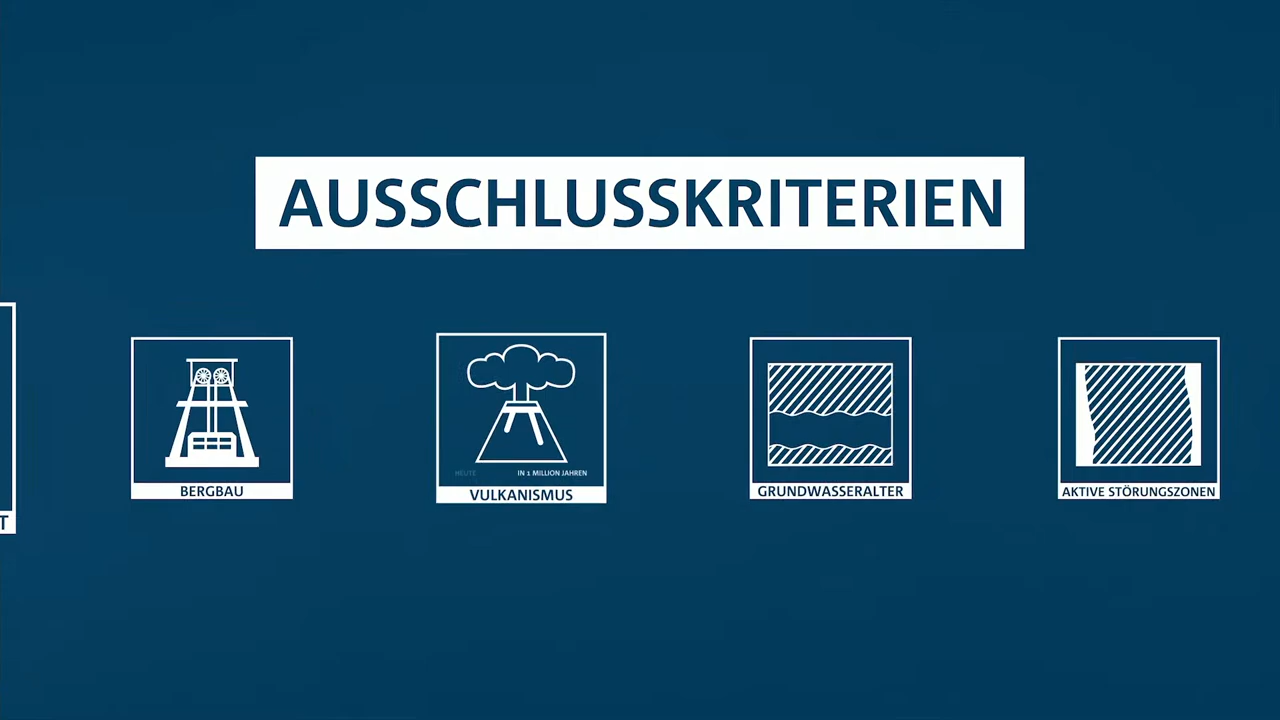 AUSSCHLUSSKRITERIEN
HEUTE
IN 1 MILLION JAHREN
T
BERGBAU
VULKANISMUS
GRUNDWASSERALTER
AKTIVE STÖRUNGSZONEN